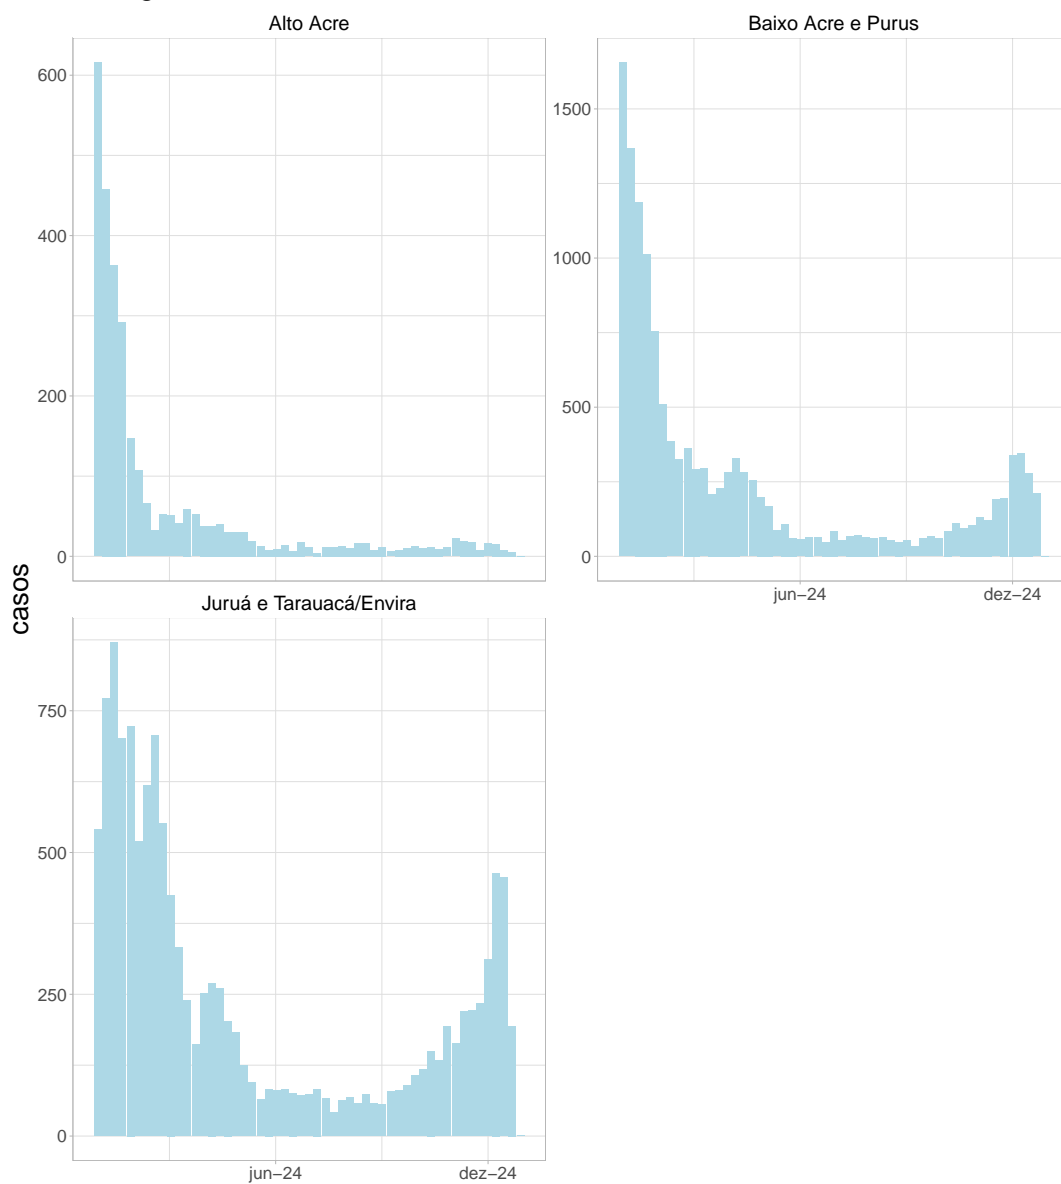 Alto Acre
600
400
200
0
Baixo Acre e Purus
1500
1000
500
0
jun−24
dez−24
casos
Juruá e Tarauacá/Envira
750
500
250
0
jun−24
dez−24